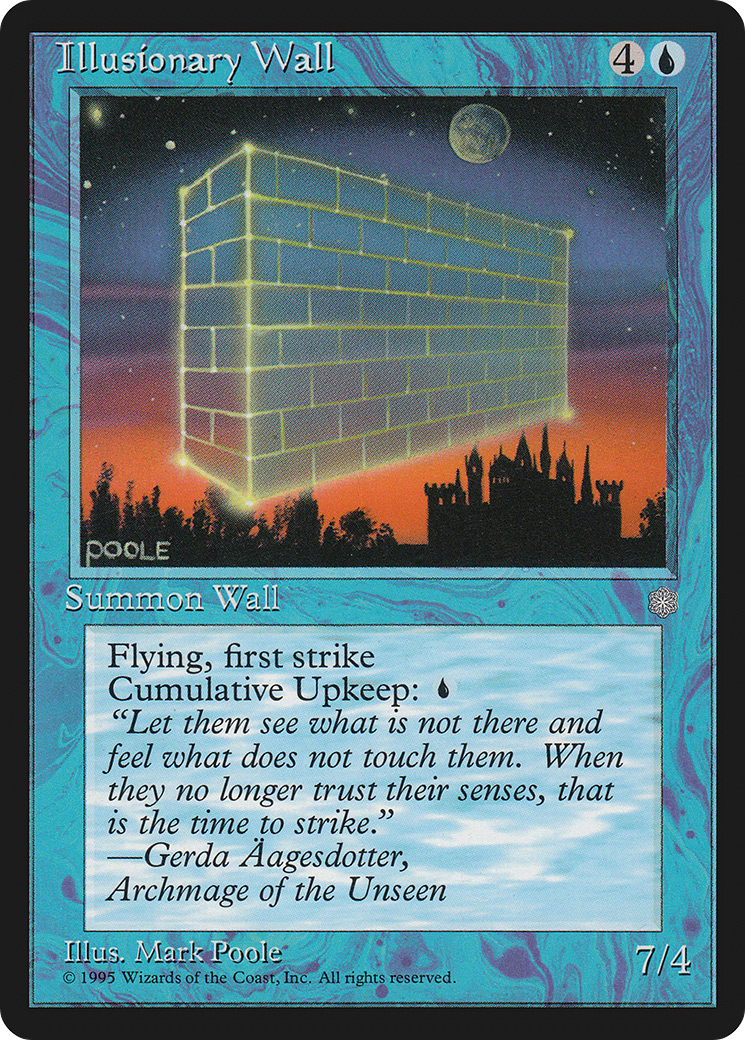 Illusionary Wall 4
POOLE
Summon Wall
Flying, first strike
Cumulative Upkeep:
“Let them see what is not there and
feel what does not touch them. When
they no longer trust their senses, that
is the time to strike.”
—Gerda Äagesdotter,
Archmage of the Unseen
Illus. Mark Poole
7/4
© 1995 Wizards of the Coast, Inc. All rights reserved.